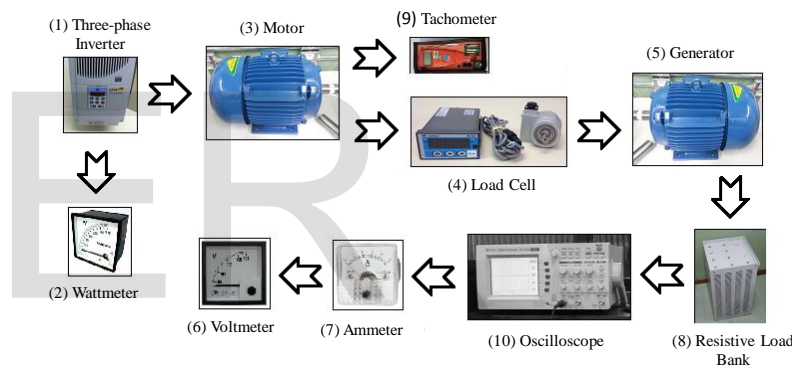 (9) Tachometer
(1) Three-phase
Inverter
(3) Motor
(5) Generator
(4) Load Cell
(2) Wattmeter
(6) Voltmeter
(7) Ammeter
(10) Oscilloscope
(8) Resistive Load
Bank
ER